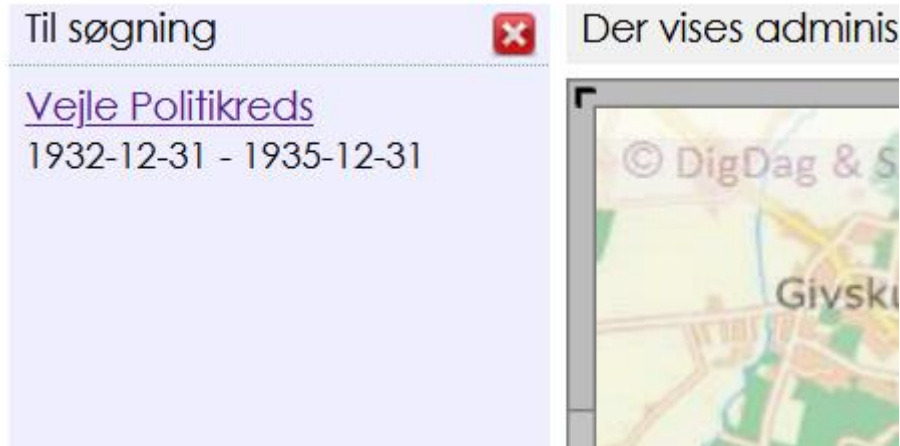 Til søgning
Der vises adminis
Vejle Politikreds
1932-12-31 - 1935-12-31
© DigDag & S
Givsku